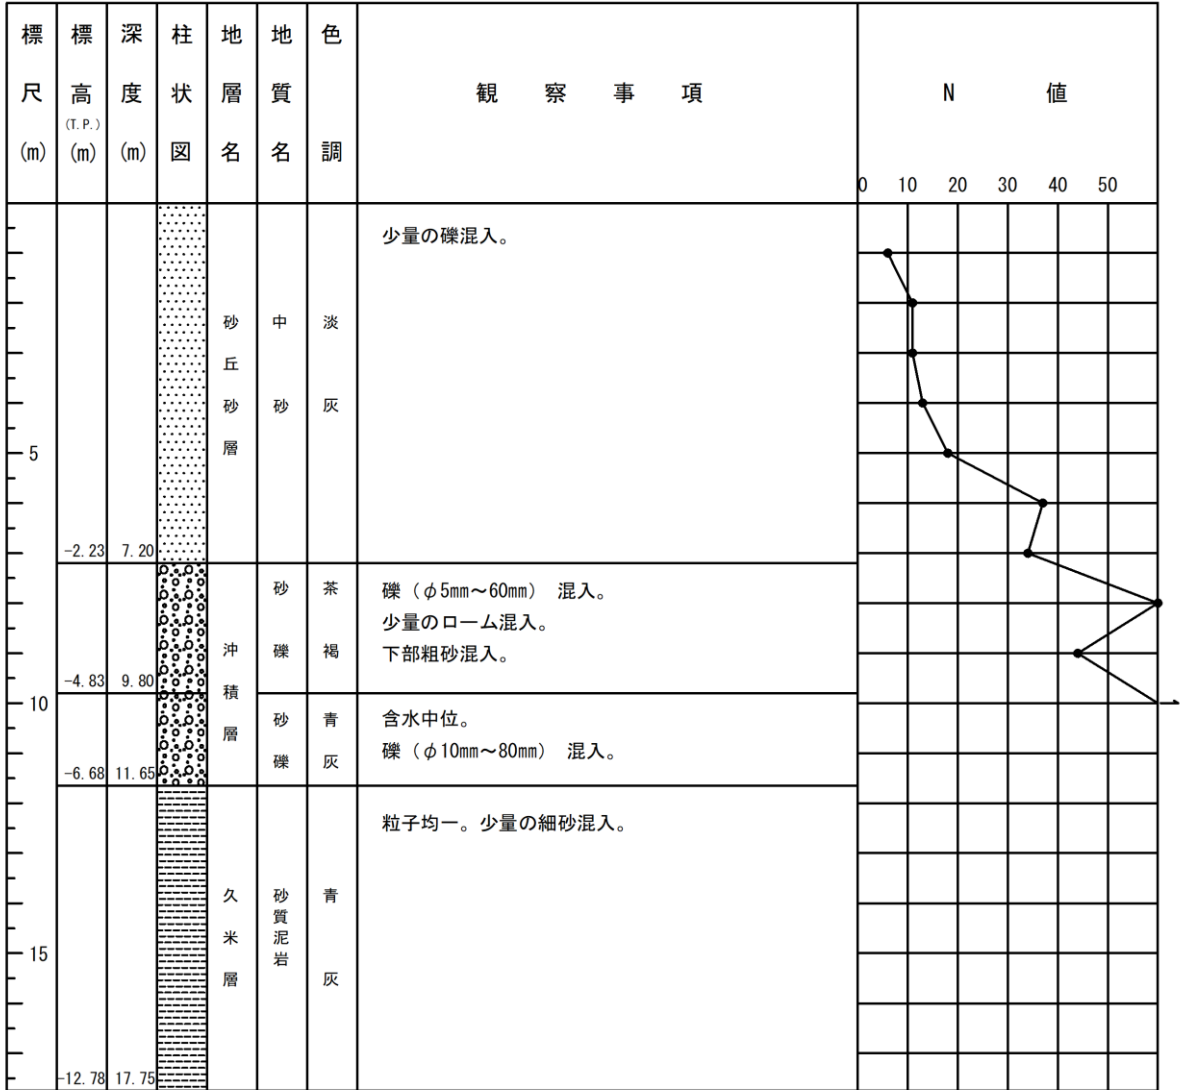 標尺(m) 標高(T.P.)(m) 深度(m) 柱状図 地層名 地質名 色調 観察事項 N値
0 10 20 30 40 50
少量の礫混入。
砂丘砂層 中砂 淡灰
5
-2.23 7.20
砂礫 茶褐 礫（φ5mm～60mm） 混入。
少量のローム混入。
下部粗砂混入。
沖積層
-4.83 9.80
10
砂礫 青灰 含水中位。
礫（φ10mm～80mm） 混入。
-6.68 11.65
粒子均一。少量の細砂混入。
久米層 砂質泥岩 青灰
15
-12.78 17.75